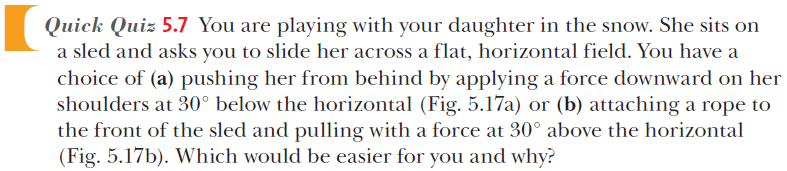 Quick Quiz 5.7 You are playing with your daughter in the snow. She sits on
a sled and asks you to slide her across a flat, horizontal field. You have a
choice of (a) pushing her from behind by applying a force downward on her
shoulders at 30° below the horizontal (Fig. 5.17a) or (b) attaching a rope to
the front of the sled and pulling with a force at 30° above the horizontal
(Fig. 5.17b). Which would be easier for you and why?